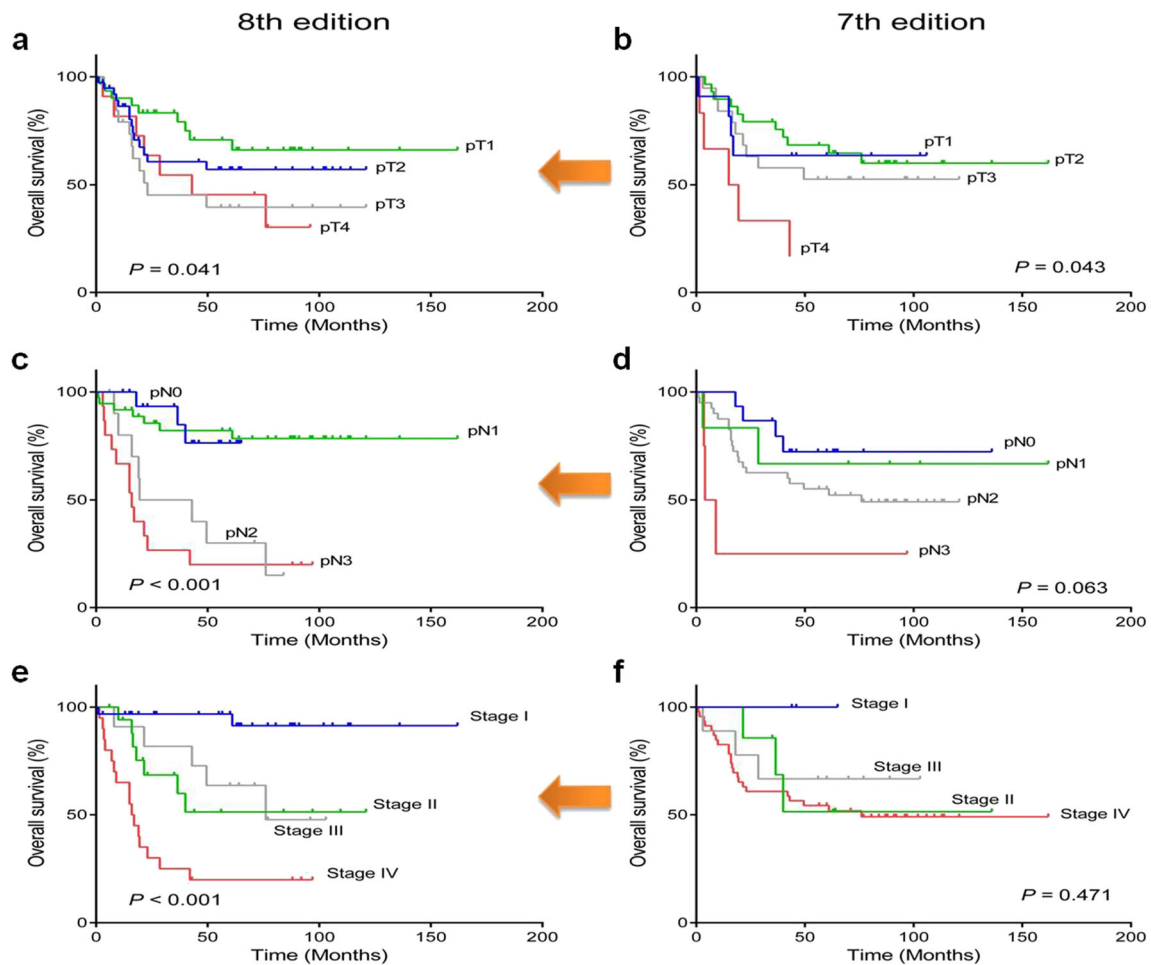 8th edition
7th edition
a
Overall survival (%)
100
50
0
pT1
pT2
pT3
pT4
P = 0.041
0 50 100 150 200
Time (Months)
b
Overall survival (%)
100
50
0
pT1
pT2
pT3
pT4
P = 0.043
0 50 100 150 200
Time (Months)
c
Overall survival (%)
100
50
0
pN0
pN1
pN2
pN3
P < 0.001
0 50 100 150 200
Time (Months)
d
Overall survival (%)
100
50
0
pN0
pN1
pN2
pN3
P = 0.063
0 50 100 150 200
Time (Months)
e
Overall survival (%)
100
50
0
Stage I
Stage II
Stage III
Stage IV
P < 0.001
0 50 100 150 200
Time (Months)
f
Overall survival (%)
100
50
0
Stage I
Stage III
Stage II
Stage IV
P = 0.471
0 50 100 150 200
Time (Months)